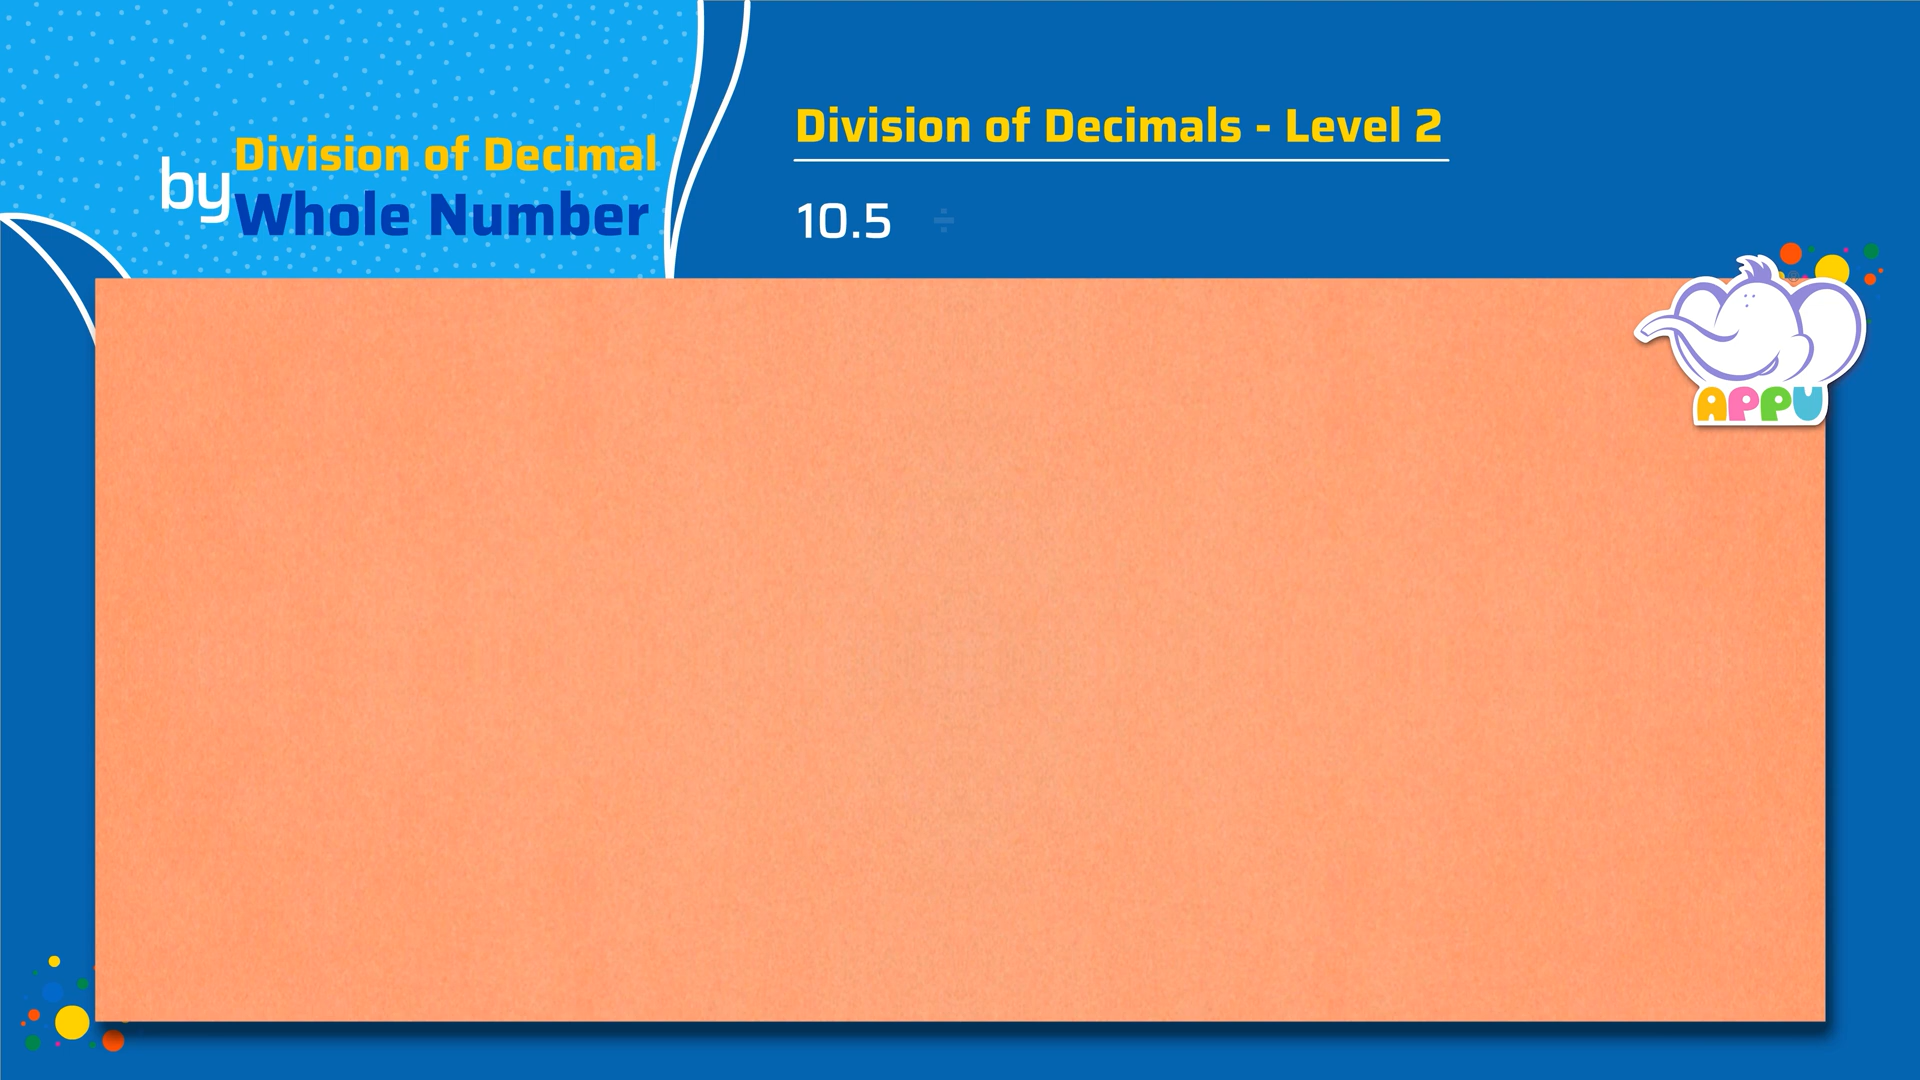 Division of Decimal
by Whole Number
Division of Decimals - Level 2
10.5 ÷
APPU